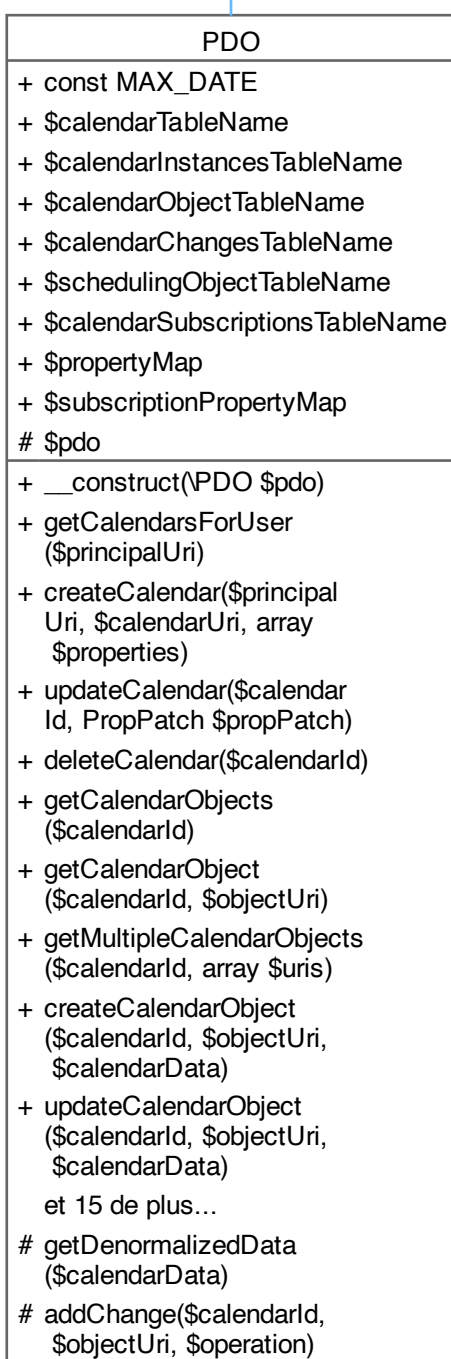 PDO
+ const MAX_DATE
+ $calendarTableName
+ $calendarInstancesTableName
+ $calendarObjectTableName
+ $calendarChangesTableName
+ $schedulingObjectTableName
+ $calendarSubscriptionsTableName
+ $propertyMap
+ $subscriptionPropertyMap
# $pdo
+ __construct(\PDO $pdo)
+ getCalendarsForUser
($principalUri)
+ createCalendar($principal
Uri, $calendarUri, array
$properties)
+ updateCalendar($calendar
Id, PropPatch $propPatch)
+ deleteCalendar($calendarId)
+ getCalendarObjects
($calendarId)
+ getCalendarObject
($calendarId, $objectUri)
+ getMultipleCalendarObjects
($calendarId, array $uris)
+ createCalendarObject
($calendarId, $objectUri,
$calendarData)
+ updateCalendarObject
($calendarId, $objectUri,
$calendarData)
et 15 de plus...
# getDenormalizedData
($calendarData)
# addChange($calendarId,
$objectUri, $operation)